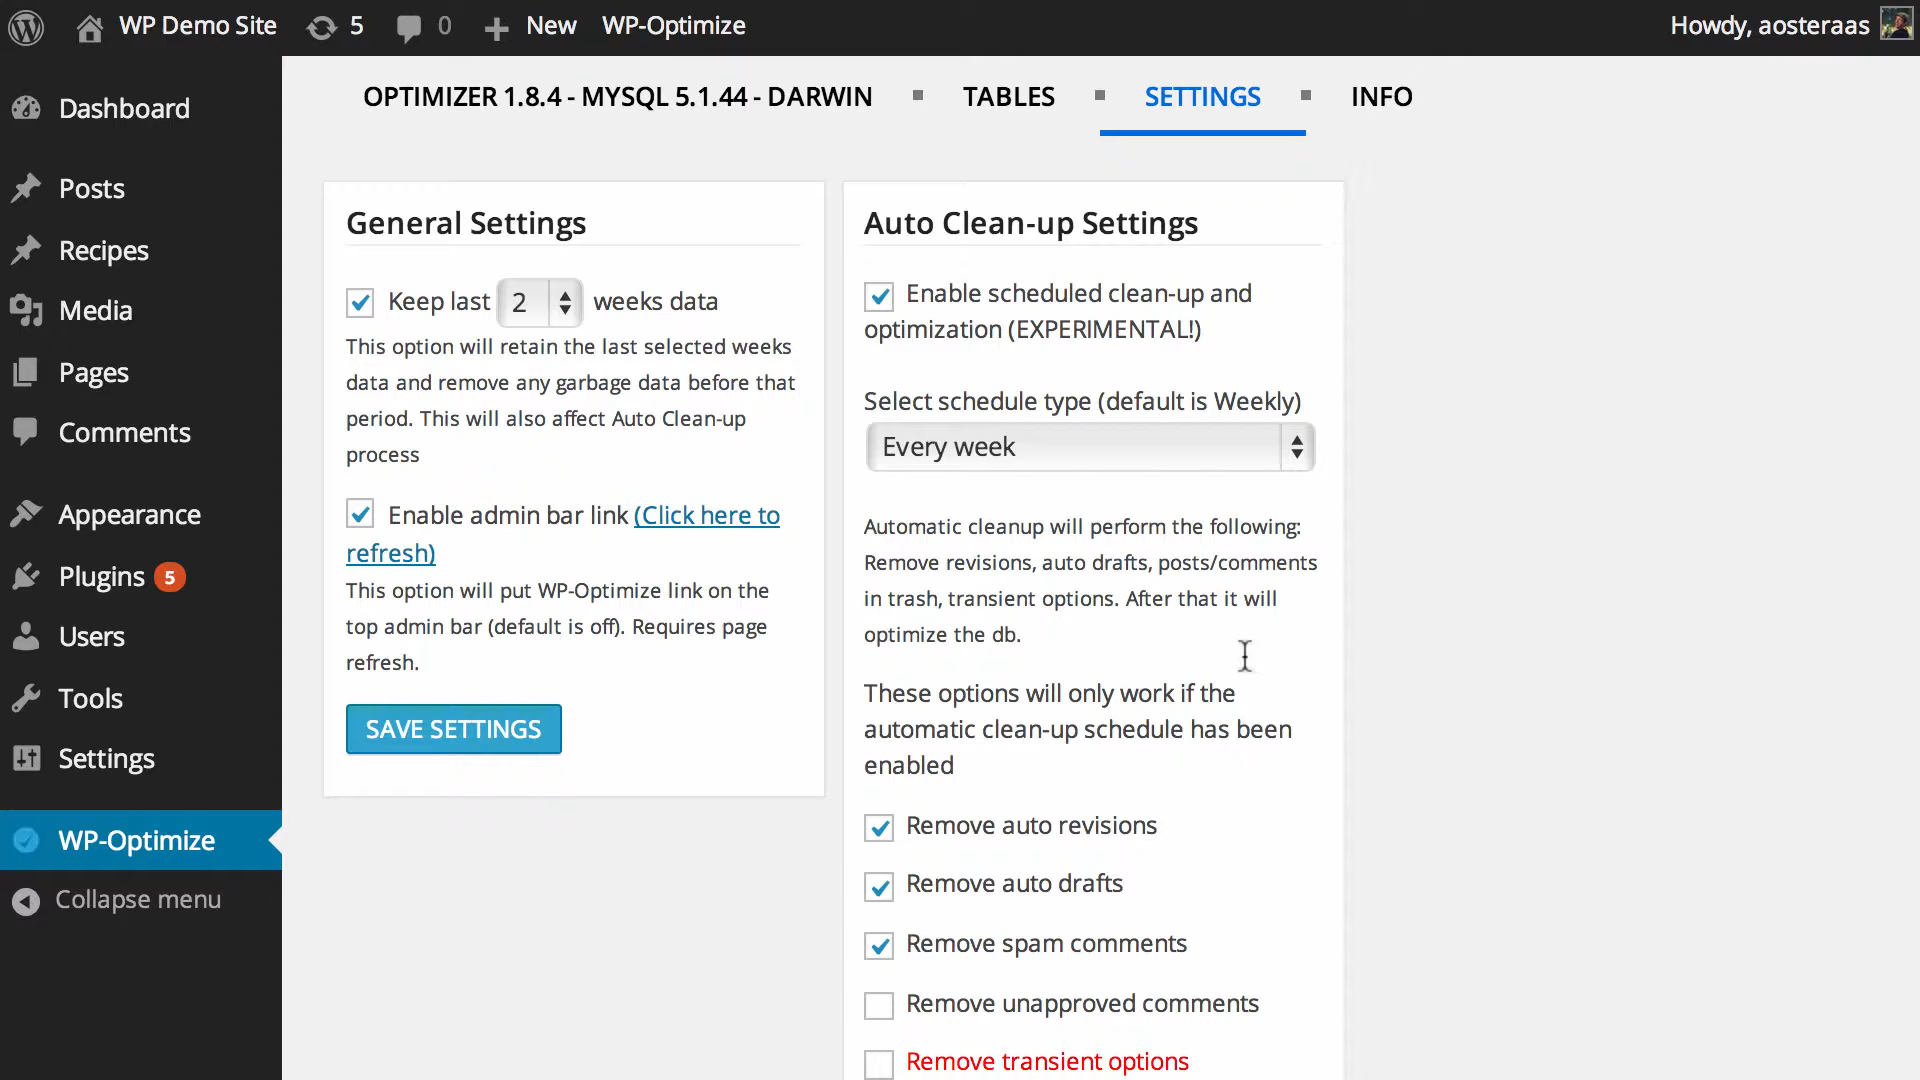 WP Demo Site 5 0 New WP-Optimize Howdy, aosteraas
Dashboard
Posts
Recipes
Media
Pages
Comments
Appearance
Plugins 5
Users
Tools
Settings
WP-Optimize
Collapse menu
OPTIMIZER 1.8.4 - MYSQL 5.1.44 - DARWIN TABLES SETTINGS INFO
General Settings
Keep last 2 weeks data
This option will retain the last selected weeks
data and remove any garbage data before that
period. This will also affect Auto Clean-up
process
Enable admin bar link (Click here to
refresh)
This option will put WP-Optimize link on the
top admin bar (default is off). Requires page
refresh.
SAVE SETTINGS
Auto Clean-up Settings
Enable scheduled clean-up and
optimization (EXPERIMENTAL!)
Select schedule type (default is Weekly)
Every week
Automatic cleanup will perform the following:
Remove revisions, auto drafts, posts/comments
in trash, transient options. After that it will
optimize the db.
These options will only work if the
automatic clean-up schedule has been
enabled
Remove auto revisions
Remove auto drafts
Remove spam comments
Remove unapproved comments
Remove transient options